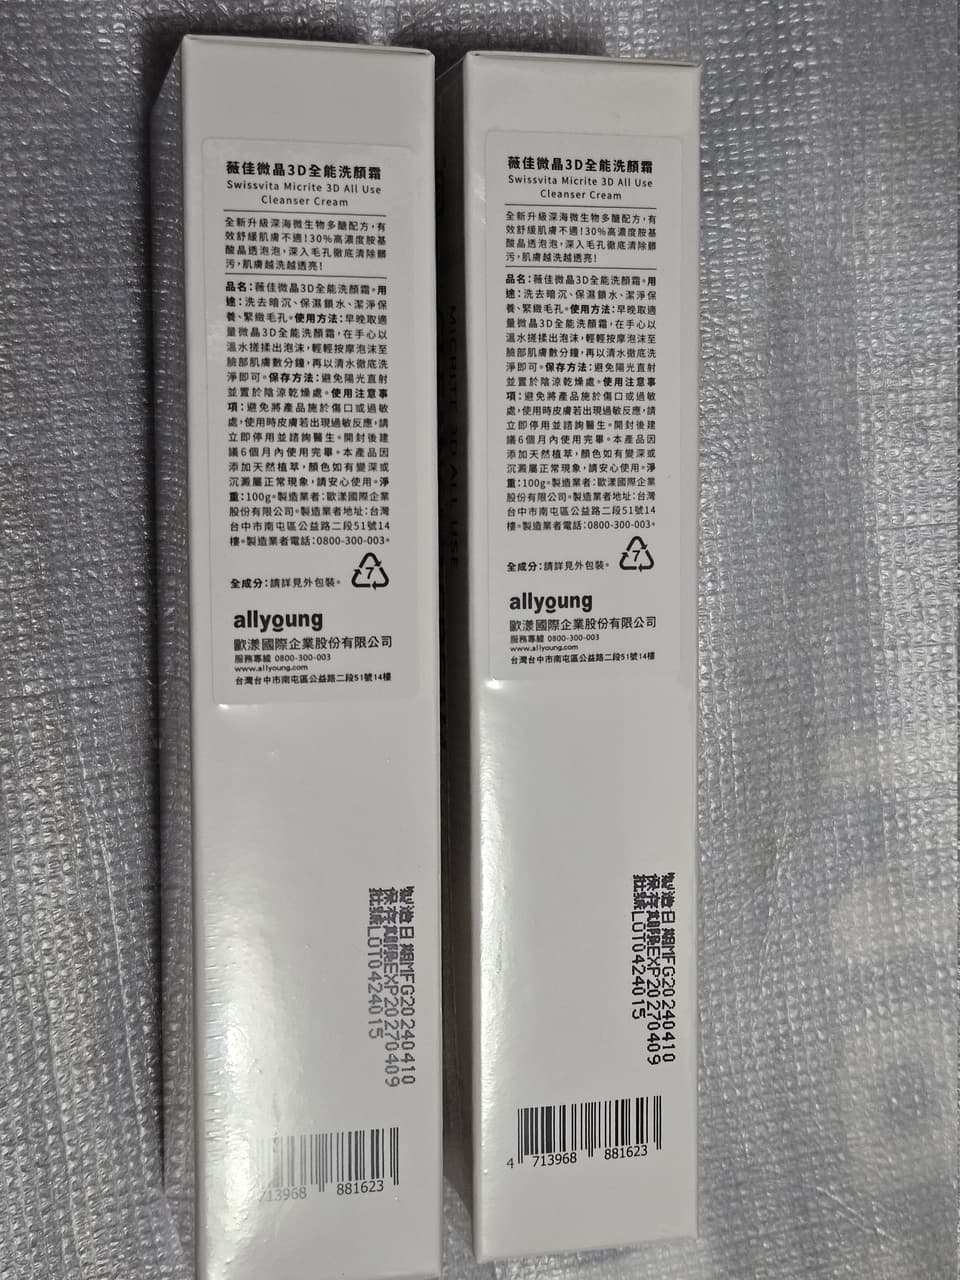 薇佳微晶3D全能洗顏霜
Swissvita Micrite 3D All Use
Cleanser Cream
全新升級深海微生物多醣配方,有
效舒緩肌膚不適!30%高濃度胺基
酸晶透泡泡,深入毛孔徹底清除髒
污,肌膚越洗越透亮!
品名:薇佳微晶3D全能洗顏霜。用
途:洗去暗沉、保濕鎖水、潔淨保
養、緊緻毛孔。使用方法:早晚取適
量微晶3D全能洗顏霜,在手心以
溫水搓揉出泡沫,輕輕按摩泡沫至
臉部肌膚數分鐘,再以清水徹底洗
淨即可。保存方法:避免陽光直射
並置於陰涼乾燥處。使用注意事
項:避免將產品施於傷口或過敏
處,使用時皮膚若出現過敏反應,請
立即停用並諮詢醫生。開封後建
議6個月內使用完畢。本產品因
添加天然植萃,顏色如有變深或
沉澱屬正常現象,請安心使用。淨
重:100g。製造業者:歐漾國際企業
股份有限公司。製造業者地址:台灣
台中市南屯區公益路二段51號14
樓。製造業者電話:0800-300-003。
全成分:請詳見外包裝。
7
allyoung
歐漾國際企業股份有限公司
服務專線 0800-300-003
www.allyoung.com
台灣台中市南屯區公益路二段51號14樓
製造日期MFG20240410
保存期限EXP20270409
批號LOT0424015
713968 881623
MICRITE 3D ALL USE
薇佳微晶3D全能洗顏霜
Swissvita Micrite 3D All Use
Cleanser Cream
全新升級深海微生物多醣配方,有
效舒緩肌膚不適!30%高濃度胺基
酸晶透泡泡,深入毛孔徹底清除髒
污,肌膚越洗越透亮!
品名:薇佳微晶3D全能洗顏霜。用
途:洗去暗沉、保濕鎖水、潔淨保
養、緊緻毛孔。使用方法:早晚取適
量微晶3D全能洗顏霜,在手心以
溫水搓揉出泡沫,輕輕按摩泡沫至
臉部肌膚數分鐘,再以清水徹底洗
淨即可。保存方法:避免陽光直射
並置於陰涼乾燥處。使用注意事
項:避免將產品施於傷口或過敏
處,使用時皮膚若出現過敏反應,請
立即停用並諮詢醫生。開封後建
議6個月內使用完畢。本產品因
添加天然植萃,顏色如有變深或
沉澱屬正常現象,請安心使用。淨
重:100g。製造業者:歐漾國際企業
股份有限公司。製造業者地址:台灣
台中市南屯區公益路二段51號14
樓。製造業者電話:0800-300-003。
全成分:請詳見外包裝。
7
allyoung
歐漾國際企業股份有限公司
服務專線 0800-300-003
www.allyoung.com
台灣台中市南屯區公益路二段51號14樓
製造日期MFG20240410
保存期限EXP20270409
批號LOT0424015
4 713968 881623